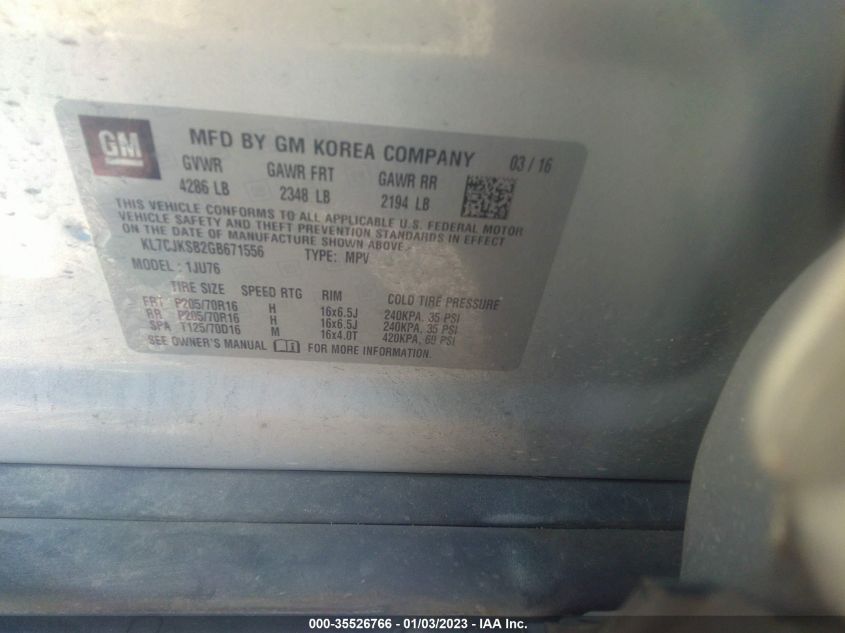 GM
MFD BY GM KOREA COMPANY 03 / 16
GVWR GAWR FRT GAWR RR
4286 LB 2348 LB 2194 LB
THIS VEHICLE CONFORMS TO ALL APPLICABLE U.S. FEDERAL MOTOR
VEHICLE SAFETY AND THEFT PREVENTION STANDARDS IN EFFECT
ON THE DATE OF MANUFACTURE SHOWN ABOVE.
KL7CJKSB2GB671556 TYPE: MPV
MODEL : 1JU76
TIRE SIZE SPEED RTG RIM COLD TIRE PRESSURE
FRT P205/70R16 H 16x6.5J 240KPA, 35 PSI
RR P205/70R16 H 16x6.5J 240KPA, 35 PSI
SPA T125/70D16 M 16x4.0T 420KPA, 60 PSI
SEE OWNER'S MANUAL FOR MORE INFORMATION.
000-35526766 - 01/03/2023 - IAA Inc.